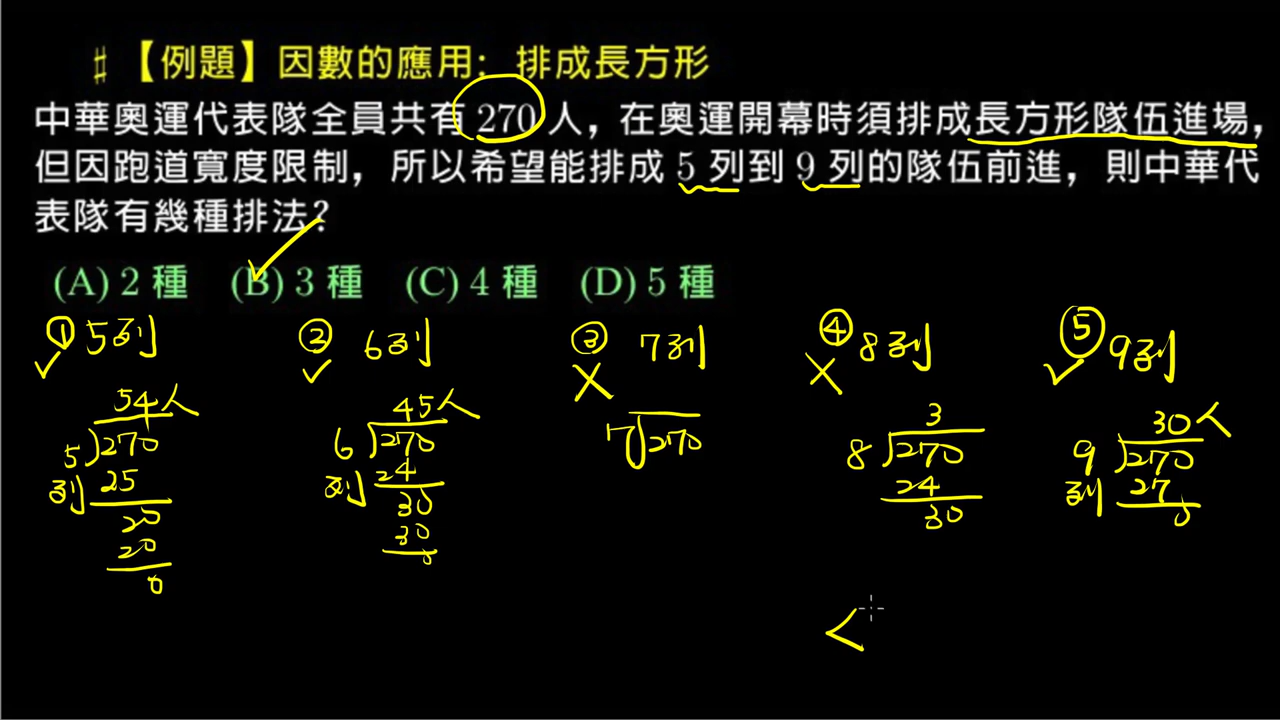 ♯【例題】因數的應用：排成長方形
中華奧運代表隊全員共有 270 人，在奧運開幕時須排成長方形隊伍進場，
但因跑道寬度限制，所以希望能排成 5 列到 9 列的隊伍前進，則中華代
表隊有幾種排法？
(A) 2 種 (B) 3 種 (C) 4 種 (D) 5 種
① 5列
54人
5 270
列 25
20
20
0
② 6列
45人
6 270
列 24
30
30
0
③ 7列
7 270
④ 8列
3
8 270
24
30
⑤ 9列
30人
9 270
列 27
0